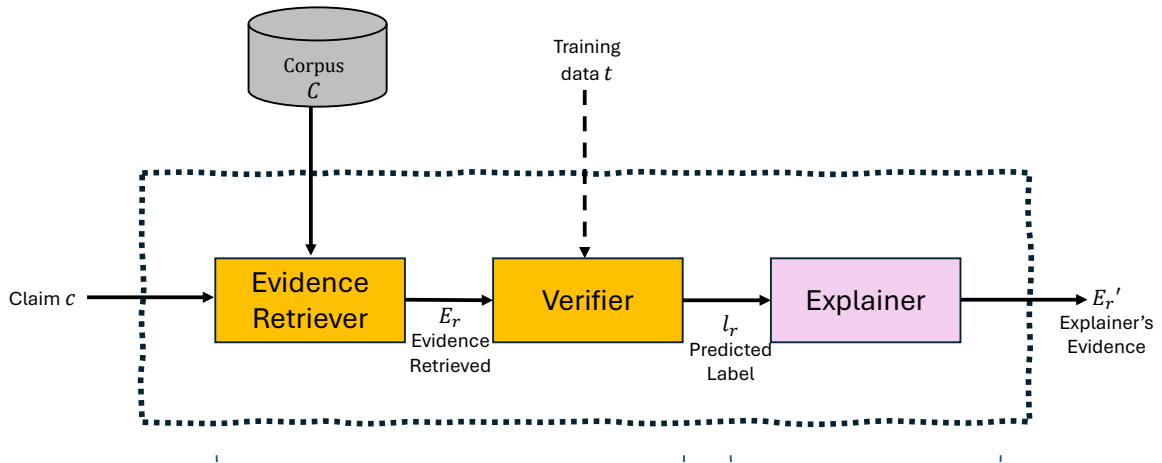 Corpus
C
Training
data t
Claim c
Evidence
Retriever
E_r
Evidence
Retrieved
Verifier
l_r
Predicted
Label
Explainer
E_r'
Explainer's
Evidence